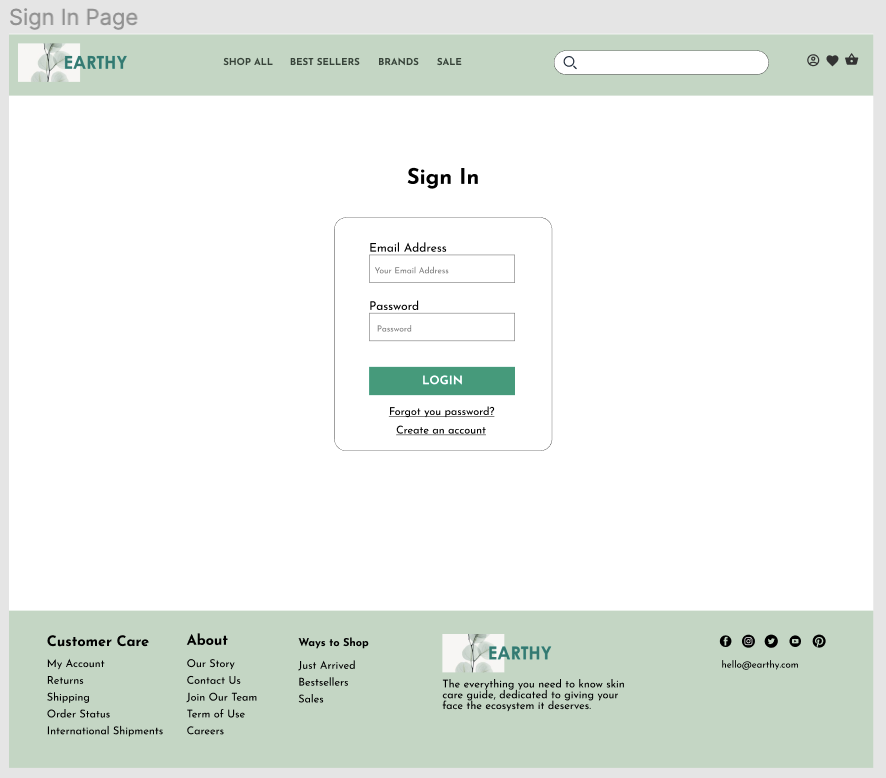 Sign In Page
EARTHY
SHOP ALL BEST SELLERS BRANDS SALE
Sign In
Email Address
Your Email Address
Password
Password
LOGIN
Forgot you password?
Create an account
Customer Care
My Account
Returns
Shipping
Order Status
International Shipments
About
Our Story
Contact Us
Join Our Team
Term of Use
Careers
Ways to Shop
Just Arrived
Bestsellers
Sales
EARTHY
The everything you need to know skin
care guide, dedicated to giving your
face the ecosystem it deserves.
hello@earthy.com